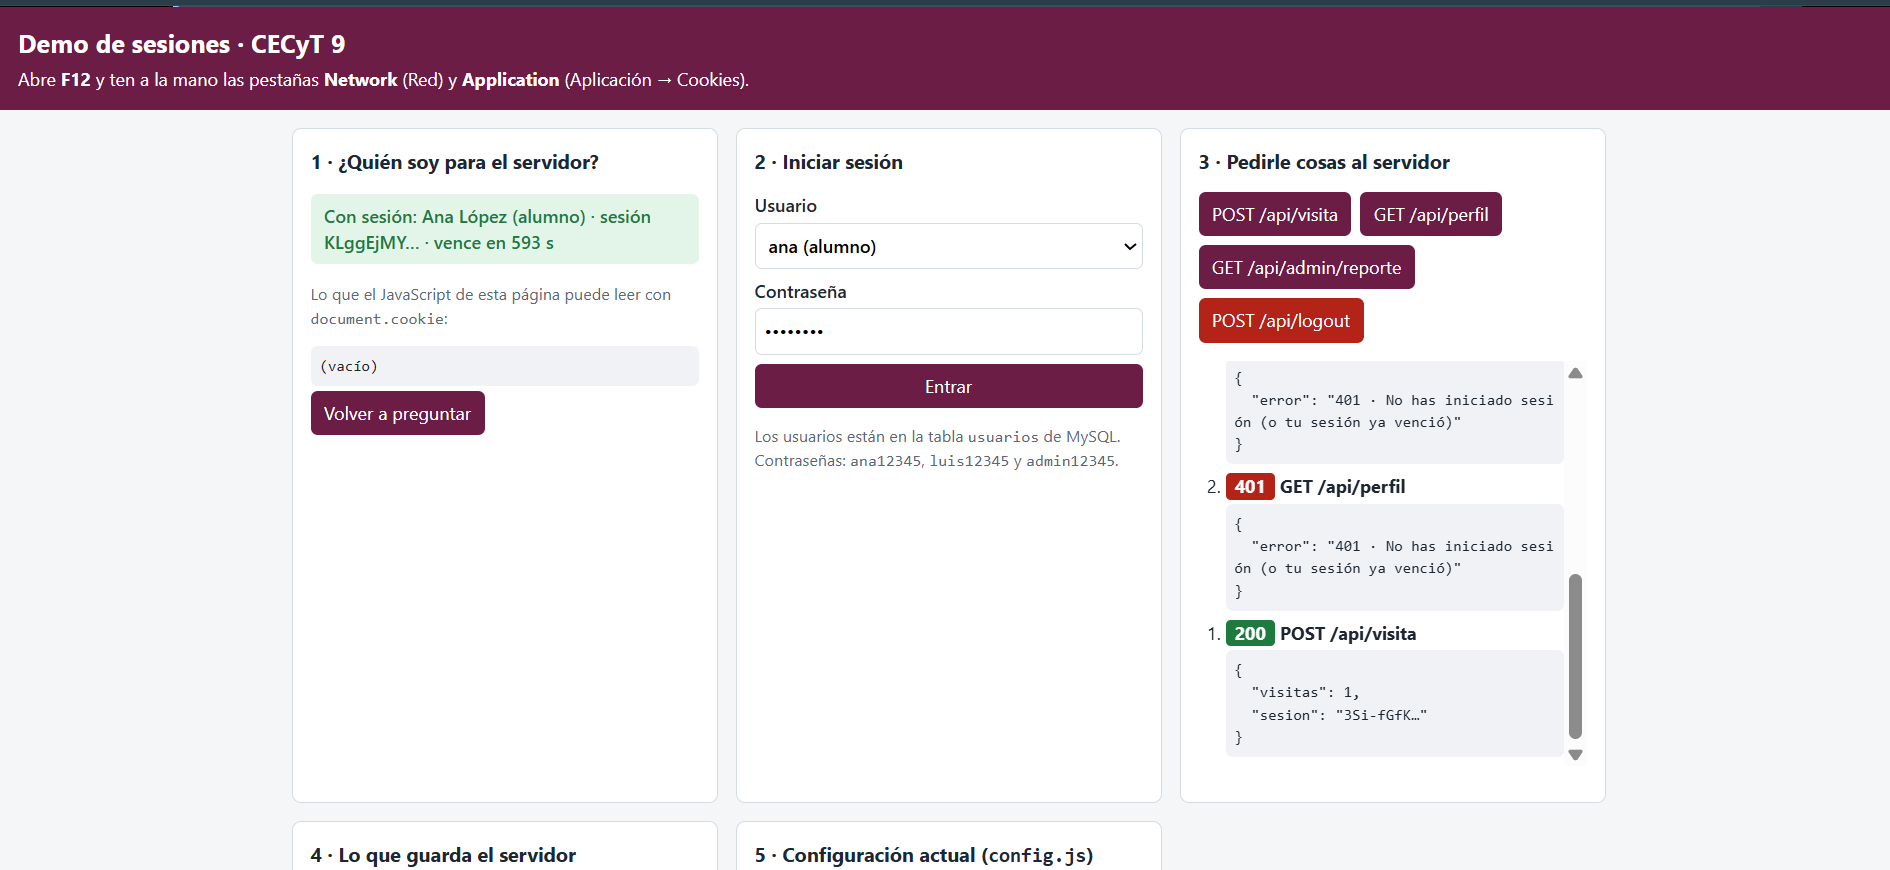 Demo de sesiones · CECyT 9
Abre F12 y ten a la mano las pestañas Network (Red) y Application (Aplicación → Cookies).
1 · ¿Quién soy para el servidor?
Con sesión: Ana López (alumno) · sesión
KLggEjMY... · vence en 593 s
Lo que el JavaScript de esta página puede leer con
document.cookie:
(vacío)
Volver a preguntar
2 · Iniciar sesión
Usuario
ana (alumno)
Contraseña
••••••••
Entrar
Los usuarios están en la tabla usuarios de MySQL.
Contraseñas: ana12345, luis12345 y admin12345.
3 · Pedirle cosas al servidor
POST /api/visita
GET /api/perfil
GET /api/admin/reporte
POST /api/logout
{
"error": "401 · No has iniciado sesi
ón (o tu sesión ya venció)"
}
2. 401 GET /api/perfil
{
"error": "401 · No has iniciado sesi
ón (o tu sesión ya venció)"
}
1. 200 POST /api/visita
{
"visitas": 1,
"sesion": "3Si-fGfK…"
}
4 · Lo que guarda el servidor
5 · Configuración actual (config.js)